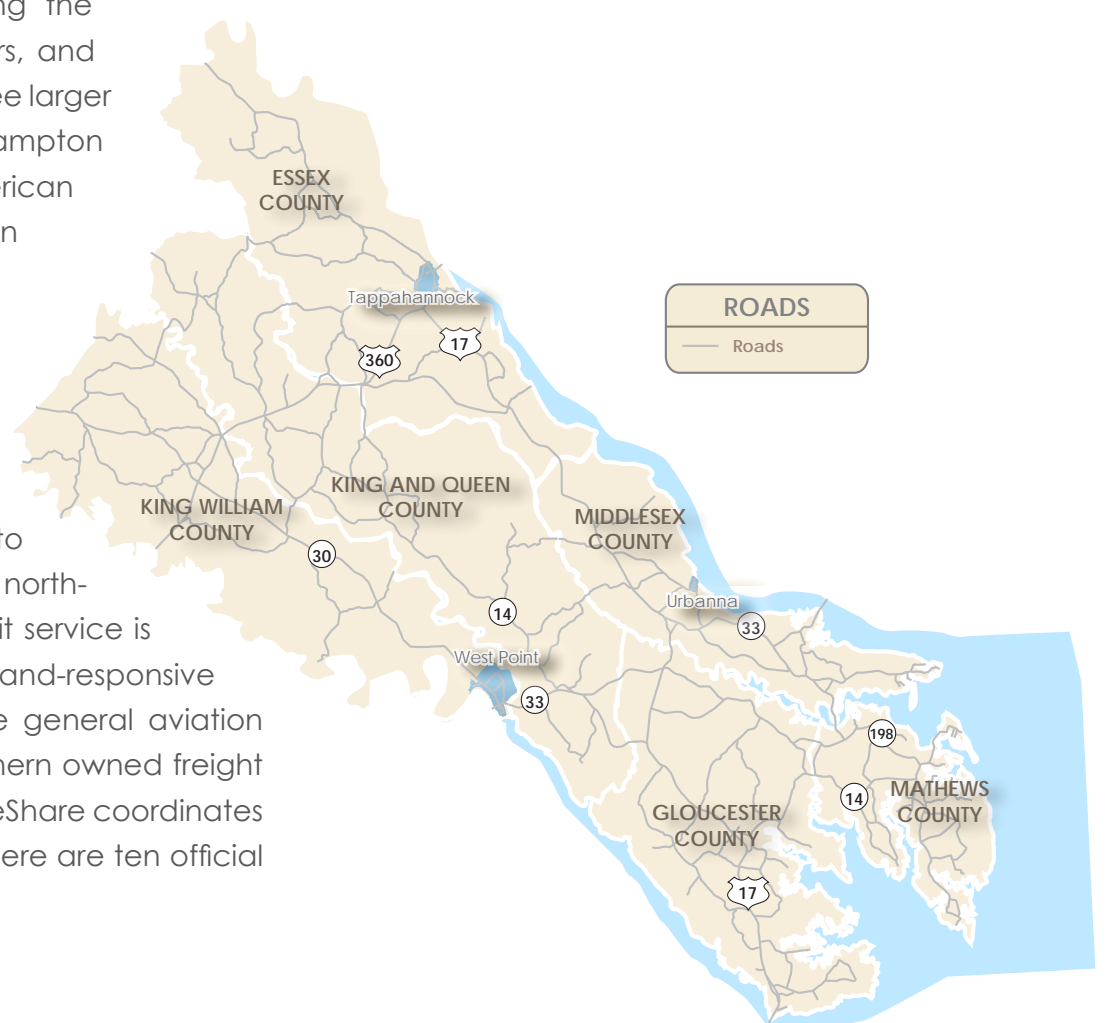 ng the
rs, and
ee larger
ampton
erican
n
to
north-
it service is
and-responsive
e general aviation
hern owned freight
eShare coordinates
ere are ten official
ESSEX
COUNTY
Tappahannock
17
360
ROADS
Roads
KING AND QUEEN
COUNTY
KING WILLIAM
COUNTY
MIDDLESEX
COUNTY
30
14
Urbanna
33
West Point
33
198
14
MATHEWS
COUNTY
GLOUCESTER
COUNTY
17